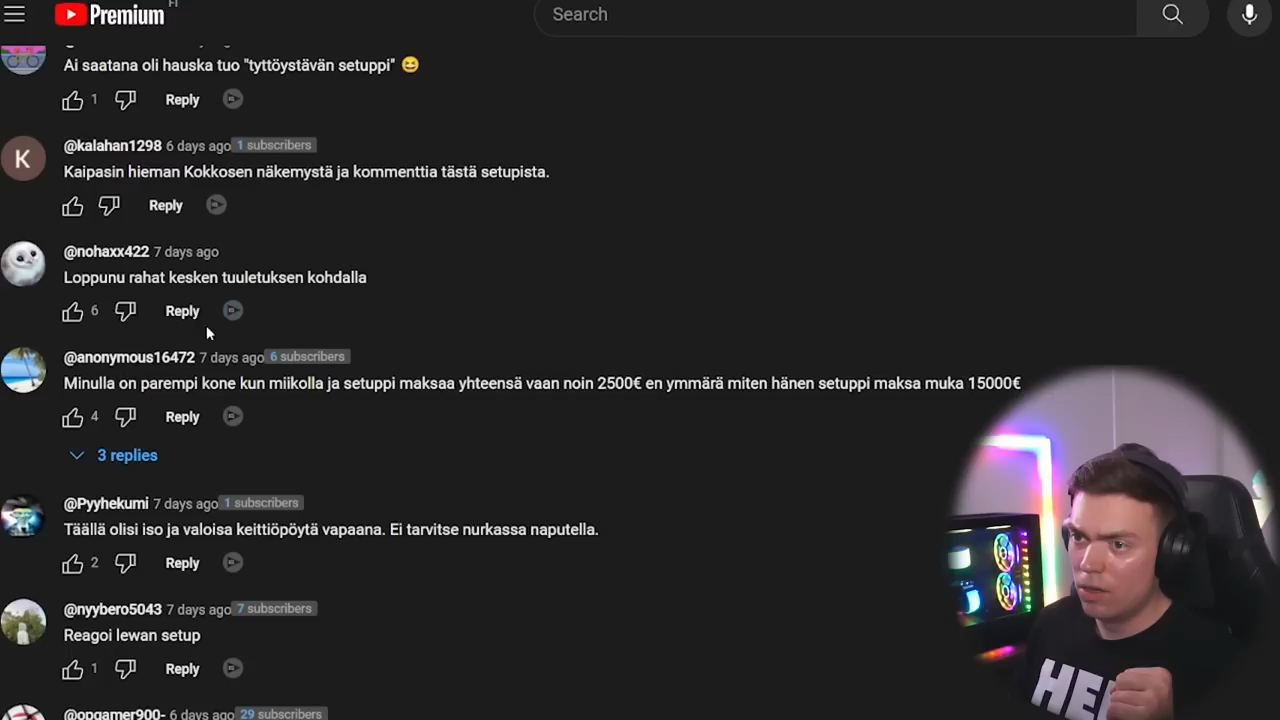 Premium FI
Search
Ai saatana oli hauska tuo "tyttöystävän setuppi" 😆
1 Reply
@kalahan1298 6 days ago 1 subscribers
K
Kaipasin hieman Kokkosen näkemystä ja kommenttia tästä setupista.
Reply
@nohaxx422 7 days ago
Loppunu rahat kesken tuuletuksen kohdalla
6 Reply
@anonymous16472 7 days ago 6 subscribers
Minulla on parempi kone kun miikolla ja setuppi maksaa yhteensä vaan noin 2500€ en ymmärä miten hänen setuppi maksa muka 15000€
4 Reply
3 replies
@Pyyhekumi 7 days ago 1 subscribers
Täällä olisi iso ja valoisa keittiöpöytä vapaana. Ei tarvitse nurkassa naputella.
2 Reply
@nyybero5043 7 days ago 7 subscribers
Reagoi lewan setup
1 Reply
@opgamer900- 6 days ago 29 subscribers